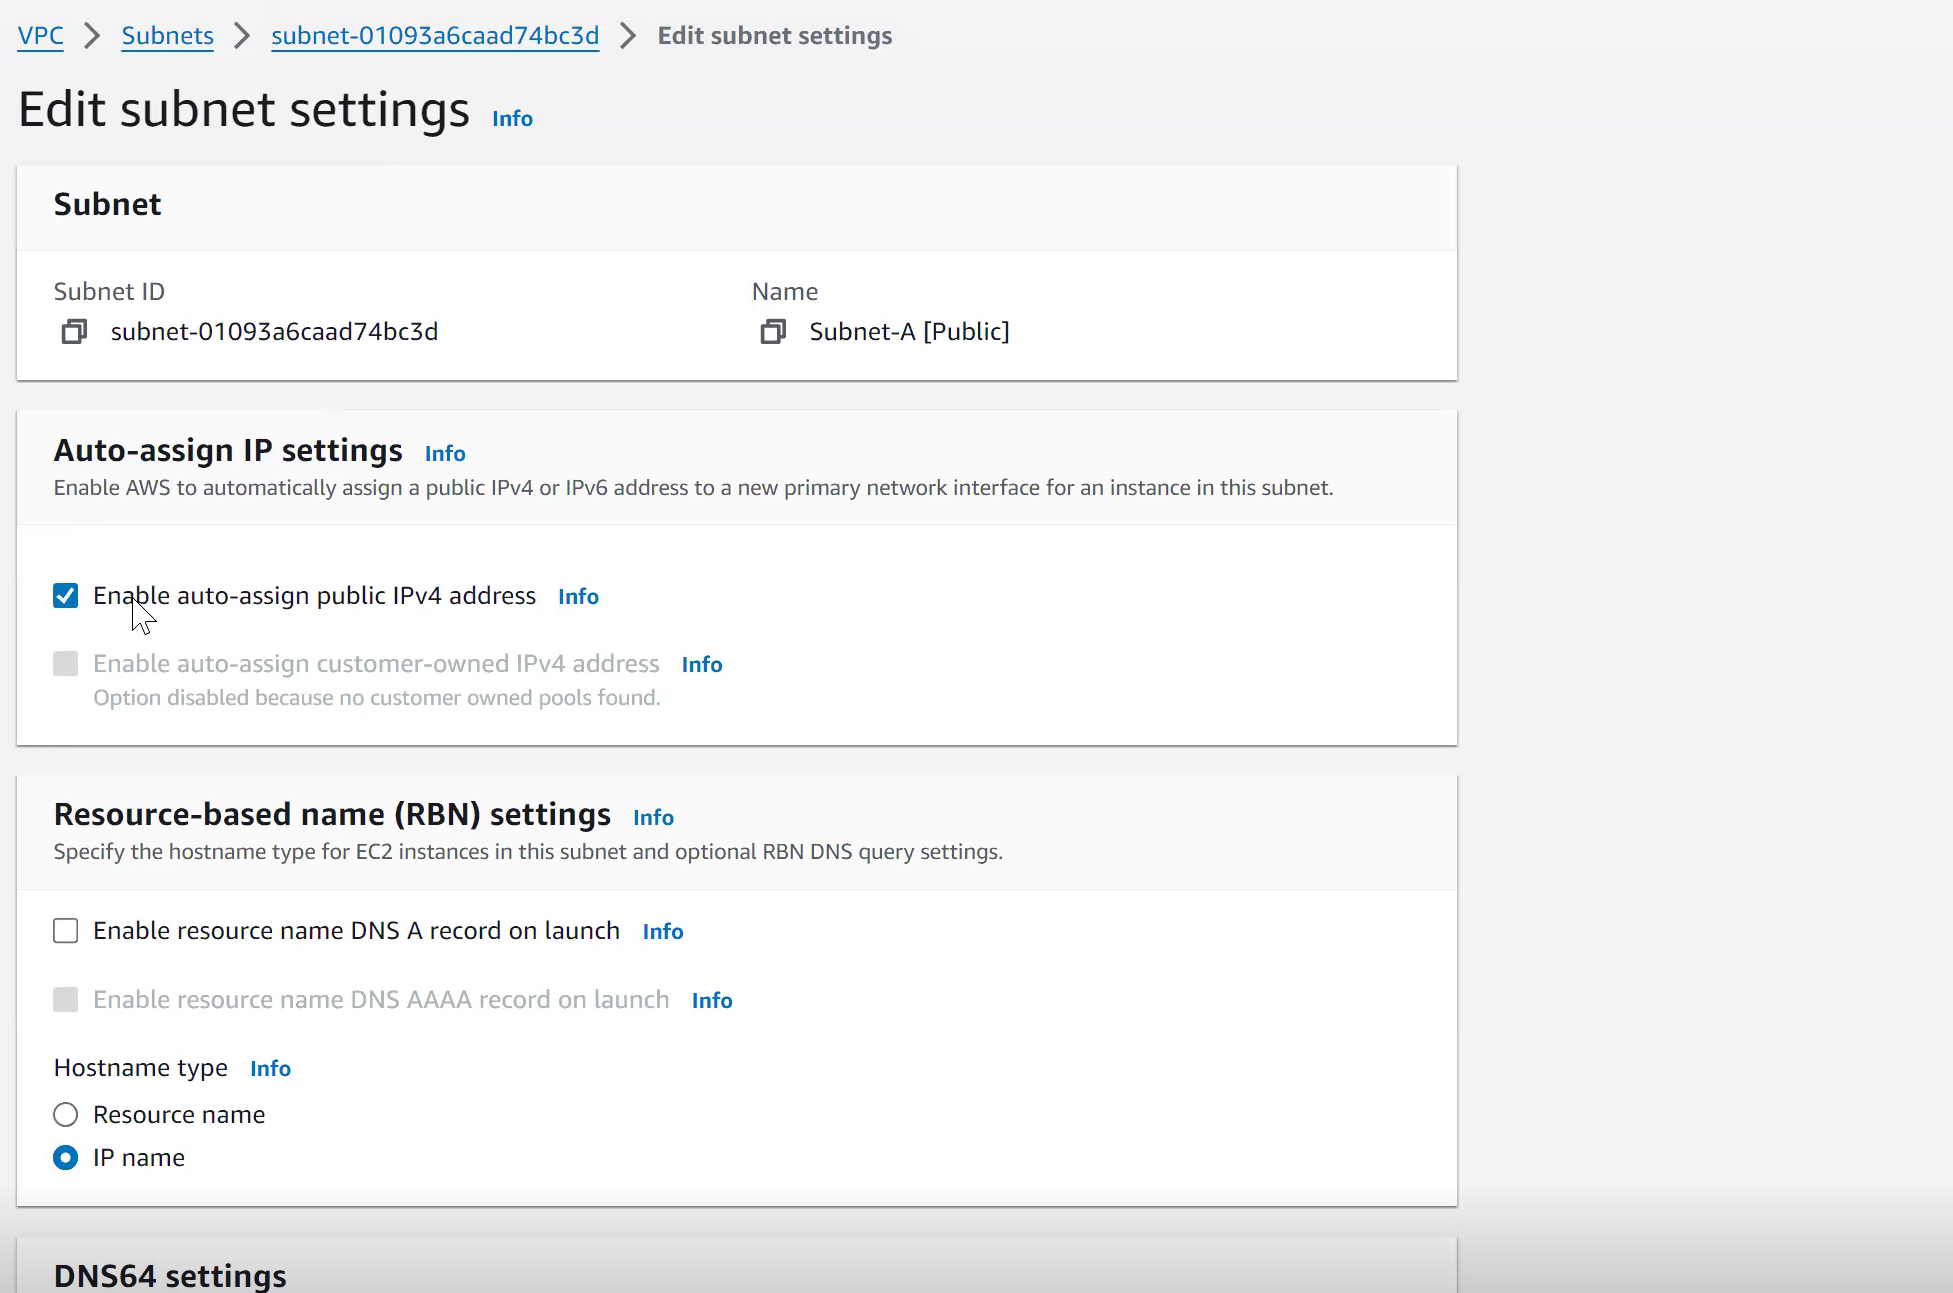 VPC > Subnets > subnet-01093a6caad74bc3d > Edit subnet settings
Edit subnet settings Info
Subnet
Subnet ID
subnet-01093a6caad74bc3d
Name
Subnet-A [Public]
Auto-assign IP settings Info
Enable AWS to automatically assign a public IPv4 or IPv6 address to a new primary network interface for an instance in this subnet.
Enable auto-assign public IPv4 address Info
Enable auto-assign customer-owned IPv4 address Info
Option disabled because no customer owned pools found.
Resource-based name (RBN) settings Info
Specify the hostname type for EC2 instances in this subnet and optional RBN DNS query settings.
Enable resource name DNS A record on launch Info
Enable resource name DNS AAAA record on launch Info
Hostname type Info
Resource name
IP name
DNS64 settings